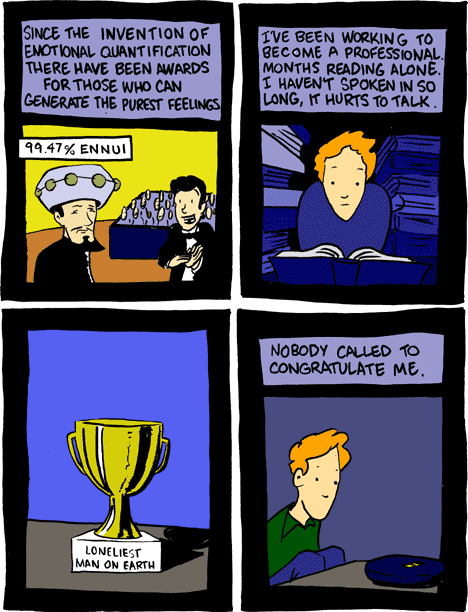 SINCE THE INVENTION OF
EMOTIONAL QUANTIFICATION
THERE HAVE BEEN AWARDS
FOR THOSE WHO CAN
GENERATE THE PUREST FEELINGS.
99.47% ENNUI
I'VE BEEN WORKING TO
BECOME A PROFESSIONAL.
MONTHS READING ALONE.
I HAVEN'T SPOKEN IN SO
LONG, IT HURTS TO TALK.
LONELIEST
MAN ON EARTH
NOBODY CALLED TO
CONGRATULATE ME.